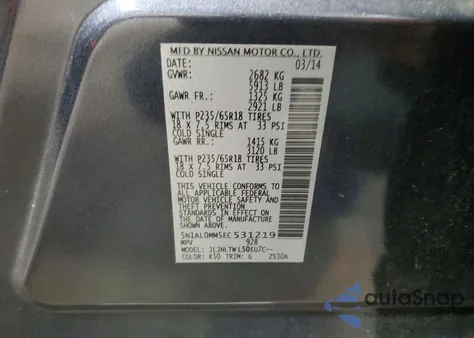 MFD BY NISSAN MOTOR CO., LTD.
DATE: 03/14
GVWR: 2682 KG
5913 LB
GAWR FR.: 1325 KG
2921 LB
WITH P235/65R18 TIRES
18 X 7.5 RIMS AT 33 PSI
COLD SINGLE
GAWR RR.: 1415 KG
3120 LB
WITH P235/65R18 TIRES
18 X 7.5 RIMS AT 33 PSI
COLD SINGLE
THIS VEHICLE CONFORMS TO
ALL APPLICABLE FEDERAL
MOTOR VEHICLE SAFETY
STANDARDS IN EFFECT ON
THE DATE OF MANUFACTURE
SHOWN ABOVE.
5N1AL0MM5EC531219
MPV 928
MODEL: JLJNLTWL50EU7C--
COLOR: K50 TRIM: G 2S30A
autoSnap